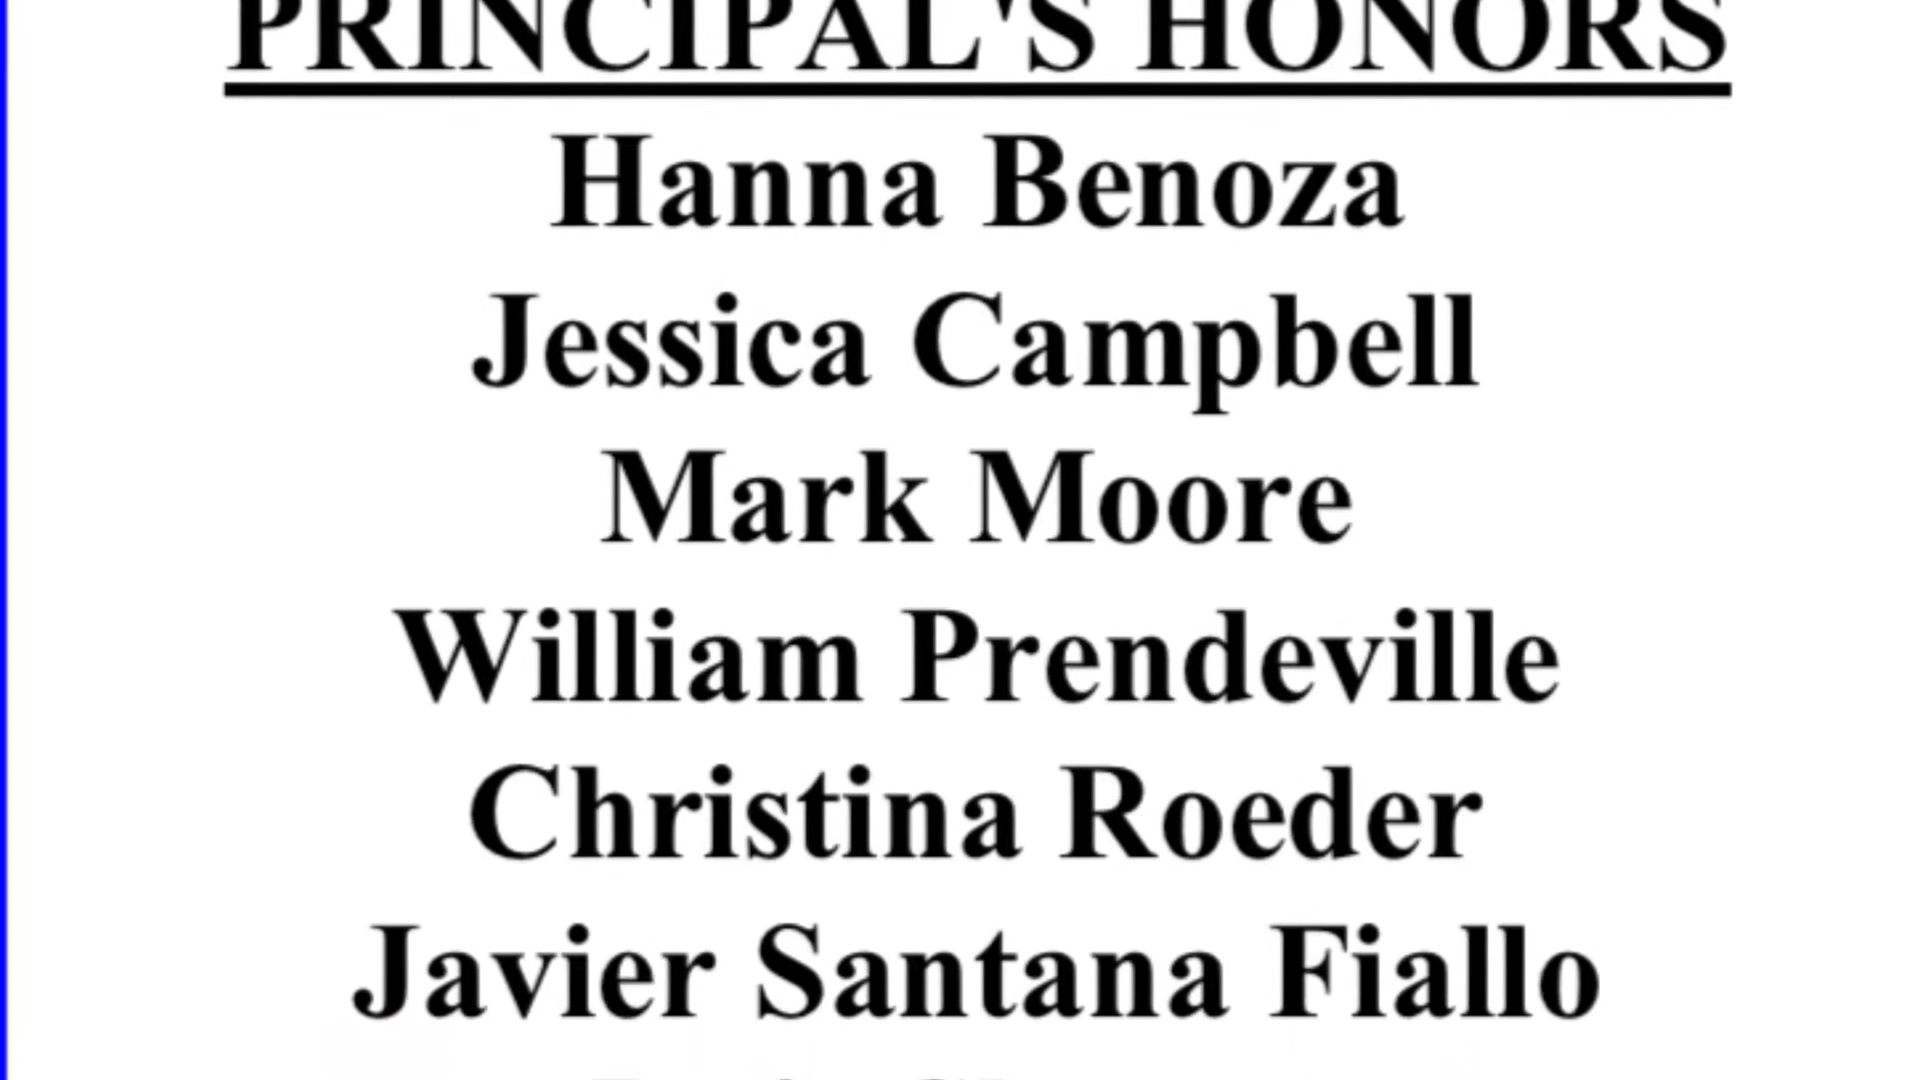 PRINCIPAL'S HONORS
Hanna Benoza
Jessica Campbell
Mark Moore
William Prendeville
Christina Roeder
Javier Santana Fiallo